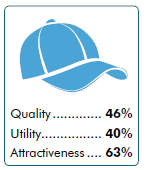 Quality ............. 46%
Utility ................ 40%
Attractiveness .... 63%